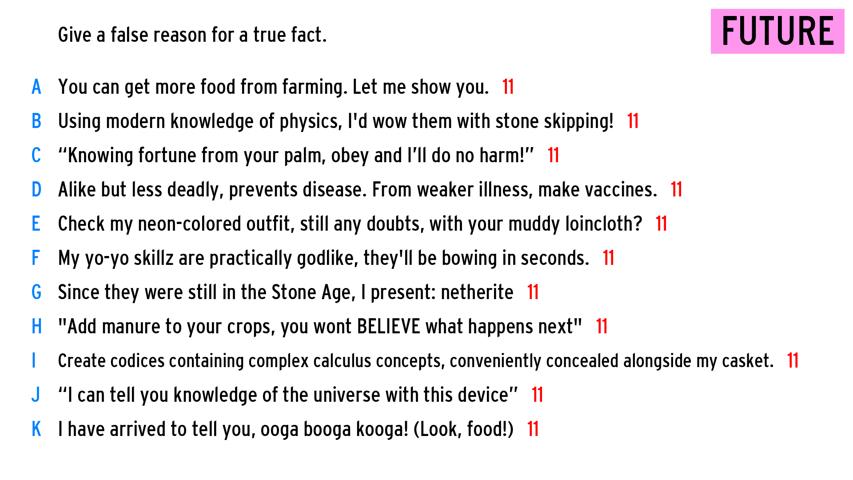 Give a false reason for a true fact.
FUTURE
A You can get more food from farming. Let me show you. 11
B Using modern knowledge of physics, I'd wow them with stone skipping! 11
C “Knowing fortune from your palm, obey and I’ll do no harm!” 11
D Alike but less deadly, prevents disease. From weaker illness, make vaccines. 11
E Check my neon-colored outfit, still any doubts, with your muddy loincloth? 11
F My yo-yo skillz are practically godlike, they'll be bowing in seconds. 11
G Since they were still in the Stone Age, I present: netherite 11
H "Add manure to your crops, you wont BELIEVE what happens next" 11
I Create codices containing complex calculus concepts, conveniently concealed alongside my casket. 11
J “I can tell you knowledge of the universe with this device” 11
K I have arrived to tell you, ooga booga kooga! (Look, food!) 11